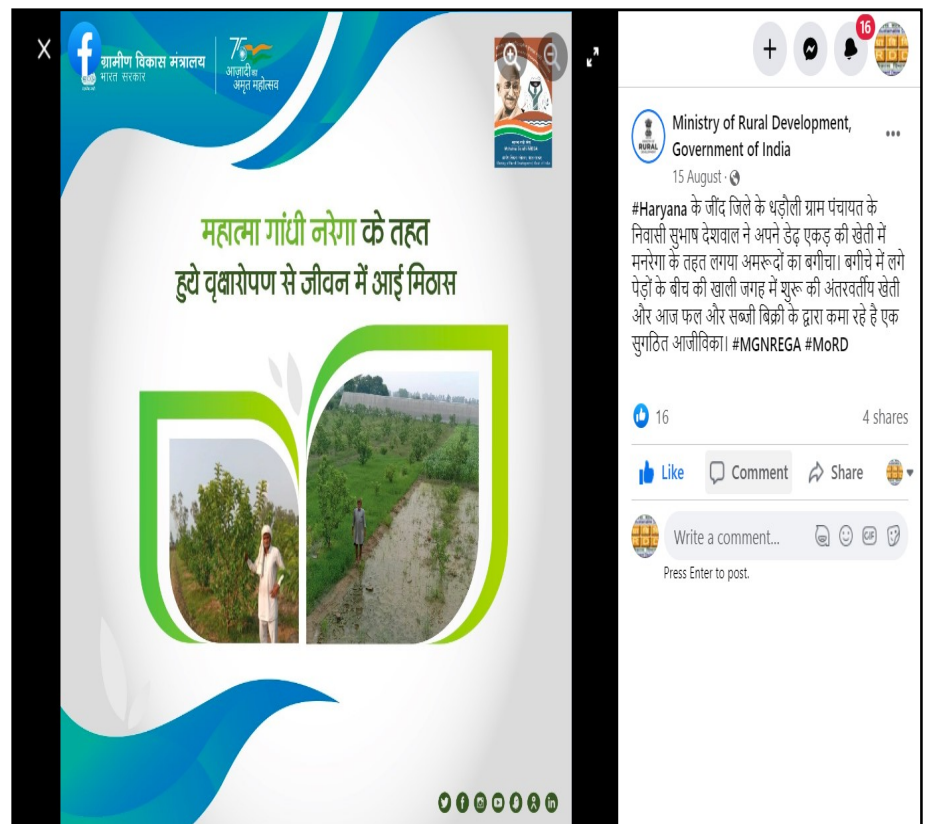 ग्रामीण विकास मंत्रालय
भारत सरकार
75
आज़ादी का
अमृत महोत्सव
महात्मा गांधी नरेगा के तहत
हुये वृक्षारोपण से जीवन में आई मिठास
16
Ministry of Rural Development,
Government of India
15 August
#Haryana के जींद जिले के धड़ौली ग्राम पंचायत के
निवासी सुभाष देशवाल ने अपने डेढ़ एकड़ की खेती में
मनरेगा के तहत लगया अमरूदों का बगीचा। बगीचे में लगे
पेड़ों के बीच की खाली जगह में शुरू की अंतरवर्तीय खेती
और आज फल और सब्जी बिक्री के द्वारा कमा रहे है एक
सुगठित आजीविका। #MGNREGA #MoRD
16
4 shares
Like
Comment
Share
Write a comment...
GIF
Press Enter to post.